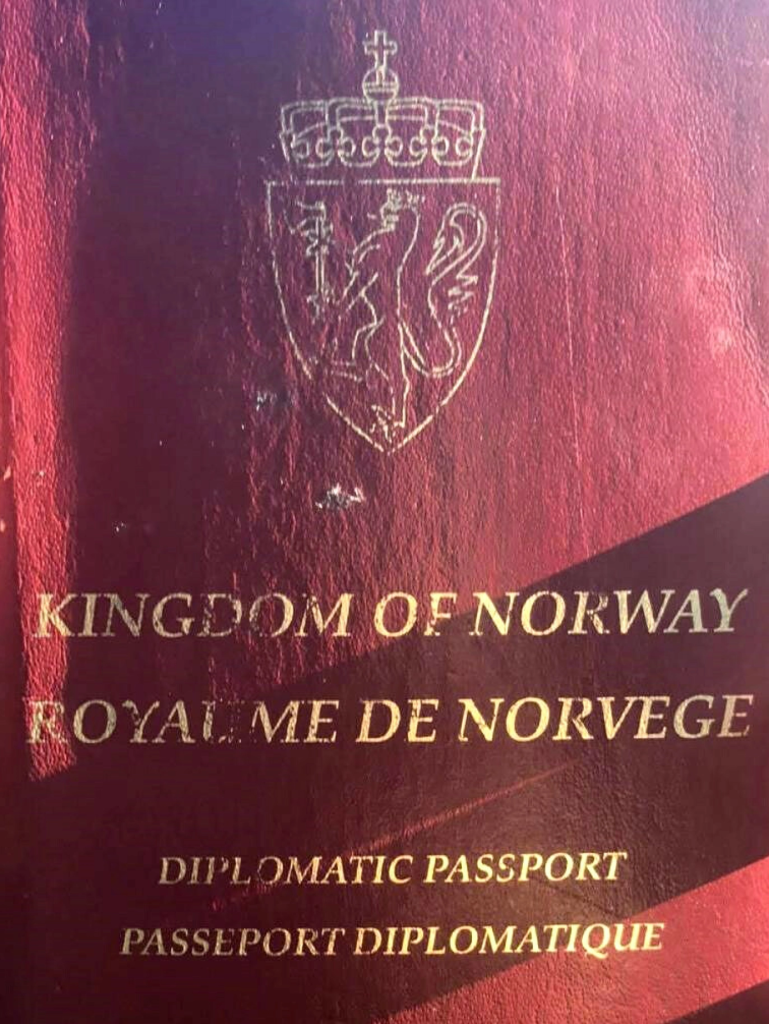 KINGDOM OF NORWAY
ROYAUME DE NORVEGE
DIPLOMATIC PASSPORT
PASSEPORT DIPLOMATIQUE